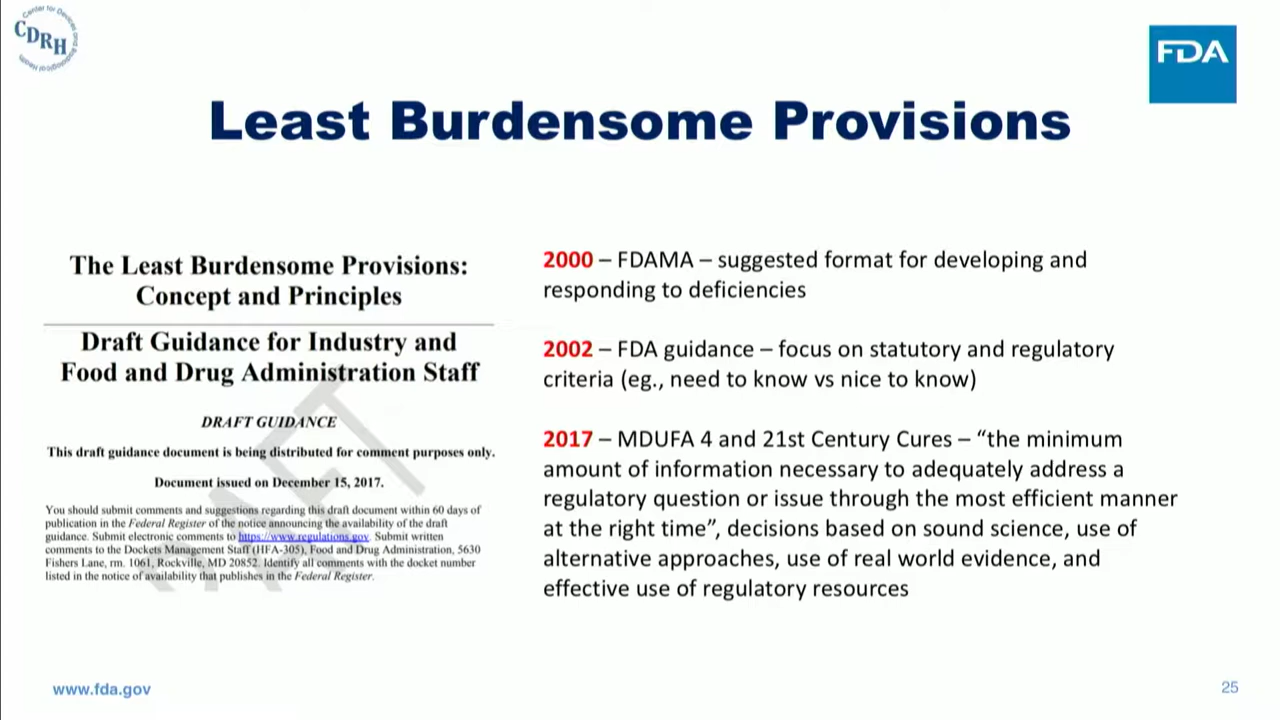 Center for Devices and Radiological Health
CDRH
FDA
Least Burdensome Provisions
The Least Burdensome Provisions:
Concept and Principles
Draft Guidance for Industry and
Food and Drug Administration Staff
DRAFT GUIDANCE
This draft guidance document is being distributed for comment purposes only.
Document issued on December 15, 2017.
You should submit comments and suggestions regarding this draft document within 60 days of
publication in the Federal Register of the notice announcing the availability of the draft
guidance. Submit electronic comments to https://www.regulations.gov. Submit written
comments to the Dockets Management Staff (HFA-305), Food and Drug Administration, 5630
Fishers Lane, rm. 1061, Rockville, MD 20852. Identify all comments with the docket number
listed in the notice of availability that publishes in the Federal Register.
DRAFT
2000 – FDAMA – suggested format for developing and
responding to deficiencies
2002 – FDA guidance – focus on statutory and regulatory
criteria (eg., need to know vs nice to know)
2017 – MDUFA 4 and 21st Century Cures – “the minimum
amount of information necessary to adequately address a
regulatory question or issue through the most efficient manner
at the right time”, decisions based on sound science, use of
alternative approaches, use of real world evidence, and
effective use of regulatory resources
www.fda.gov
25